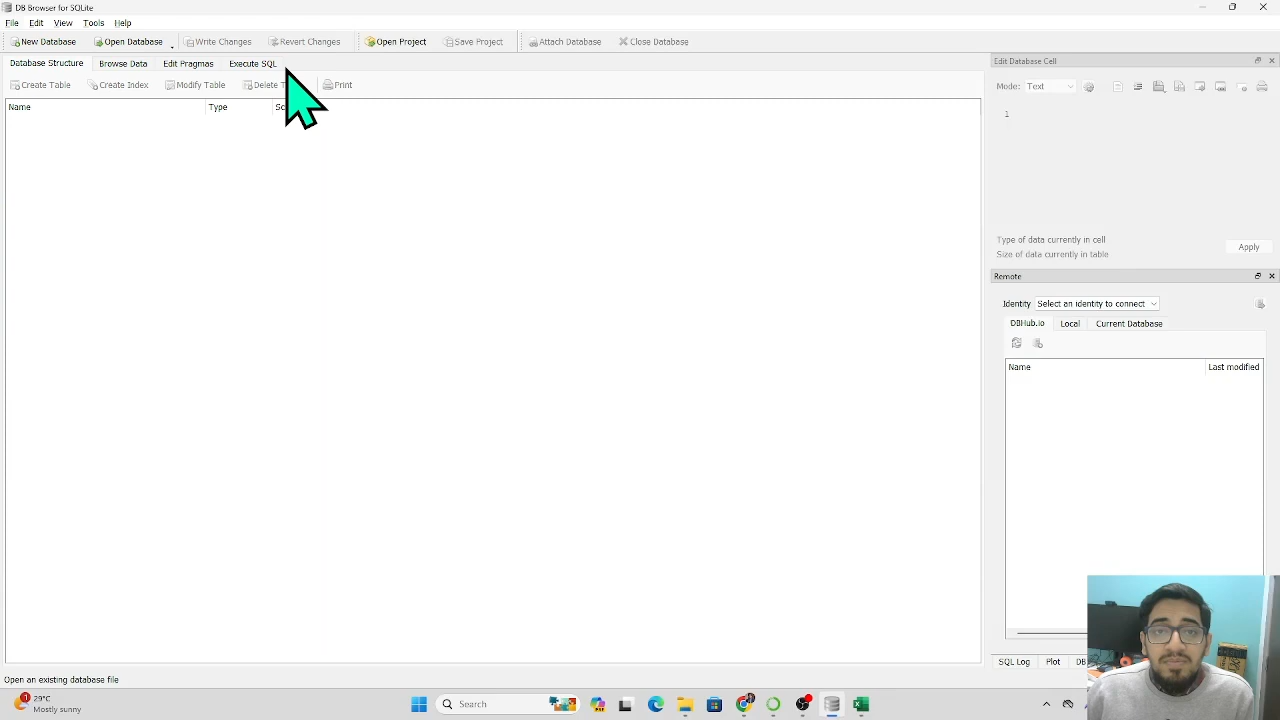 DB Browser for SQLite
File Edit View Tools Help
New Database Open Database Write Changes Revert Changes Open Project Save Project Attach Database Close Database
Database Structure Browse Data Edit Pragmas Execute SQL
Create Table Create Index Modify Table Delete Print
Name Type
Edit Database Cell
Mode: Text
1
Type of data currently in cell
Size of data currently in table
Apply
Remote
Identity Select an identity to connect
DBHub.io Local Current Database
Name Last modified
SQL Log Plot DB
Open an existing database file
1
29°C
Mostly sunny
Search